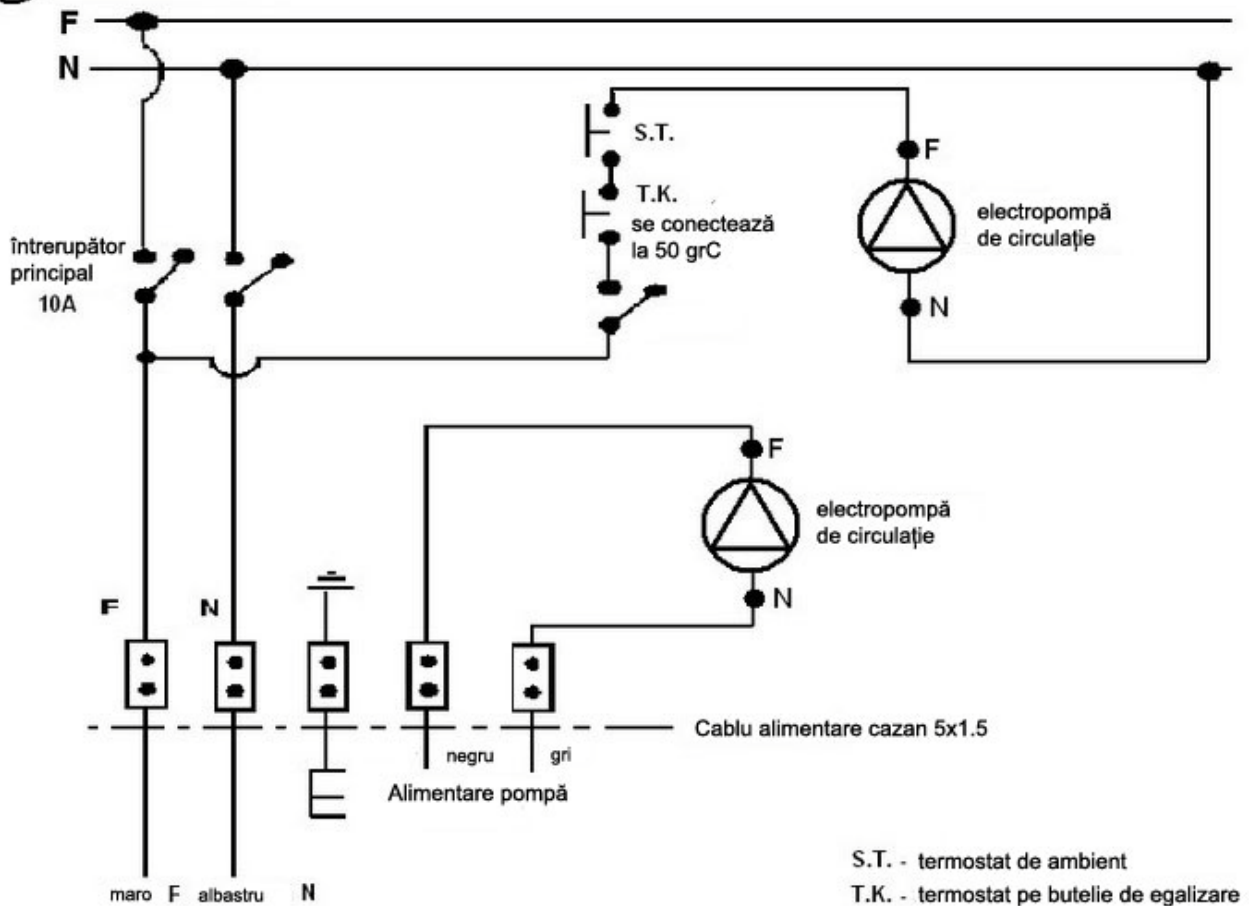 F
N
S.T.
F
T.K.
se conectează
la 50 grC
electropompă
de circulație
întrerupător
principal
10A
N
F
electropompă
de circulație
F
N
N
Cablu alimentare cazan 5x1.5
negru
gri
Alimentare pompă
maro F albastru N
S.T. - termostat de ambient
T.K. - termostat pe butelie de egalizare